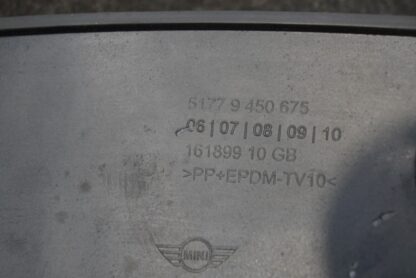 5177 9 450 675
06 | 07 | 08 | 09 | 10
161899 10 GB
>PP+EPDM-TV10<
MINI